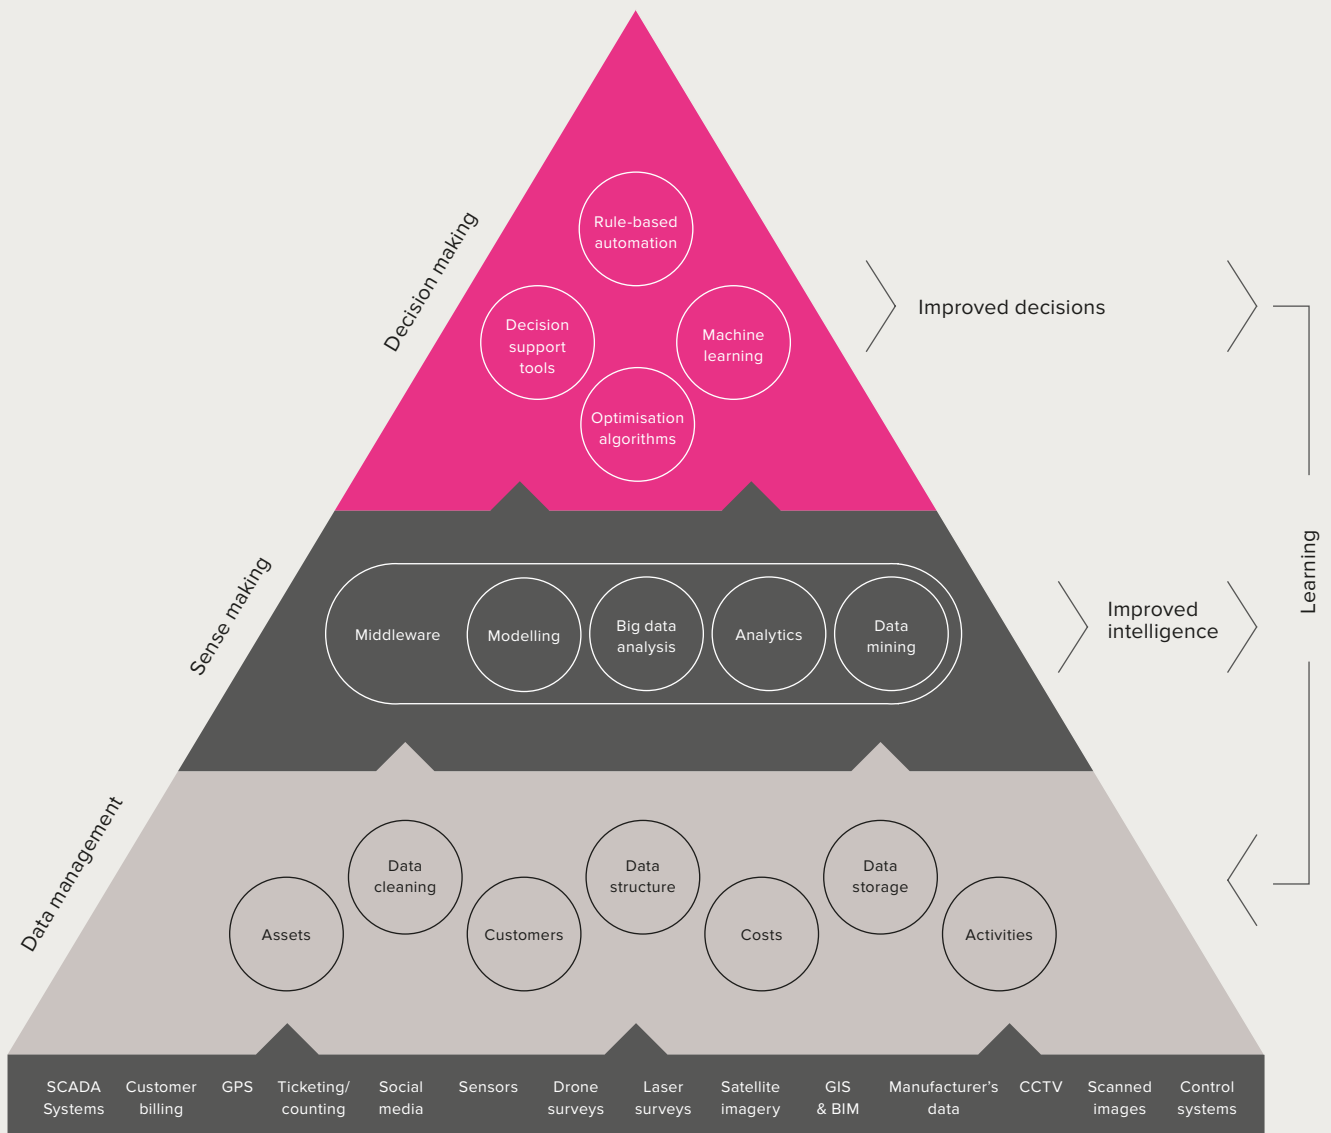 Decision making
Rule-based
automation
Decision
support
tools
Machine
learning
Optimisation
algorithms
Improved decisions
Sense making
Middleware
Modelling
Big data
analysis
Analytics
Data
mining
Improved
intelligence
Learning
Data management
Assets
Data
cleaning
Customers
Data
structure
Costs
Data
storage
Activities
SCADA
Systems
Customer
billing
GPS
Ticketing/
counting
Social
media
Sensors
Drone
surveys
Laser
surveys
Satellite
imagery
GIS
& BIM
Manufacturer’s
data
CCTV
Scanned
images
Control
systems